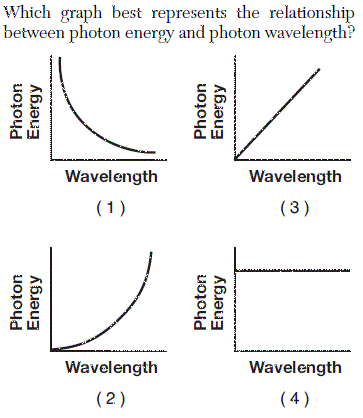 Which graph best represents the relationship
between photon energy and photon wavelength?
Photon
Energy
Wavelength
(1)
Photon
Energy
Wavelength
(3)
Photon
Energy
Wavelength
(2)
Photon
Energy
Wavelength
(4)